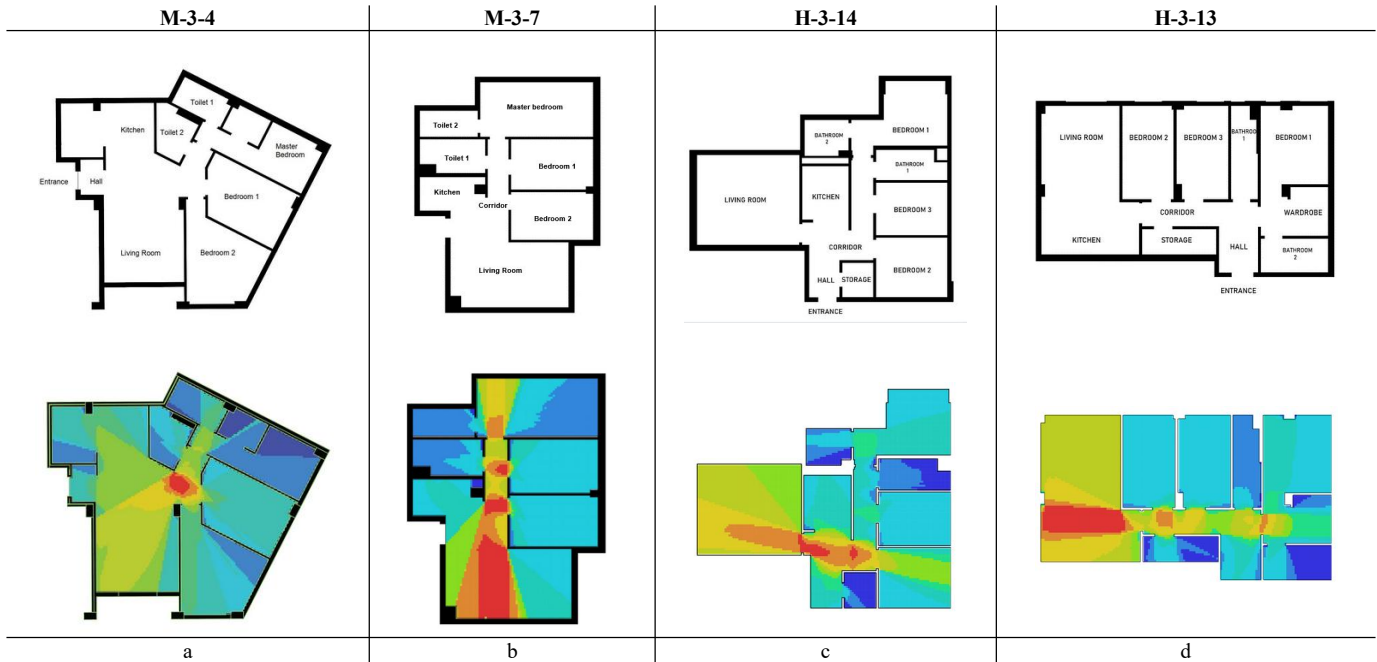 M-3-4
M-3-7
H-3-14
H-3-13
Toilet 1
Kitchen
Toilet 2
Master
Bedroom
Entrance
Hall
Bedroom 1
Living Room
Bedroom 2
Master bedroom
Toilet 2
Toilet 1
Bedroom 1
Kitchen
Corridor
Bedroom 2
Living Room
BATHROOM
2
BEDROOM 1
BATHROOM
1
LIVING ROOM
KITCHEN
BEDROOM 3
CORRIDOR
BEDROOM 2
HALL
STORAGE
ENTRANCE
LIVING ROOM
BEDROOM 2
BEDROOM 3
BATHROO
1
BEDROOM 1
CORRIDOR
WARDROBE
KITCHEN
STORAGE
HALL
BATHROOM
2
ENTRANCE
a
b
c
d